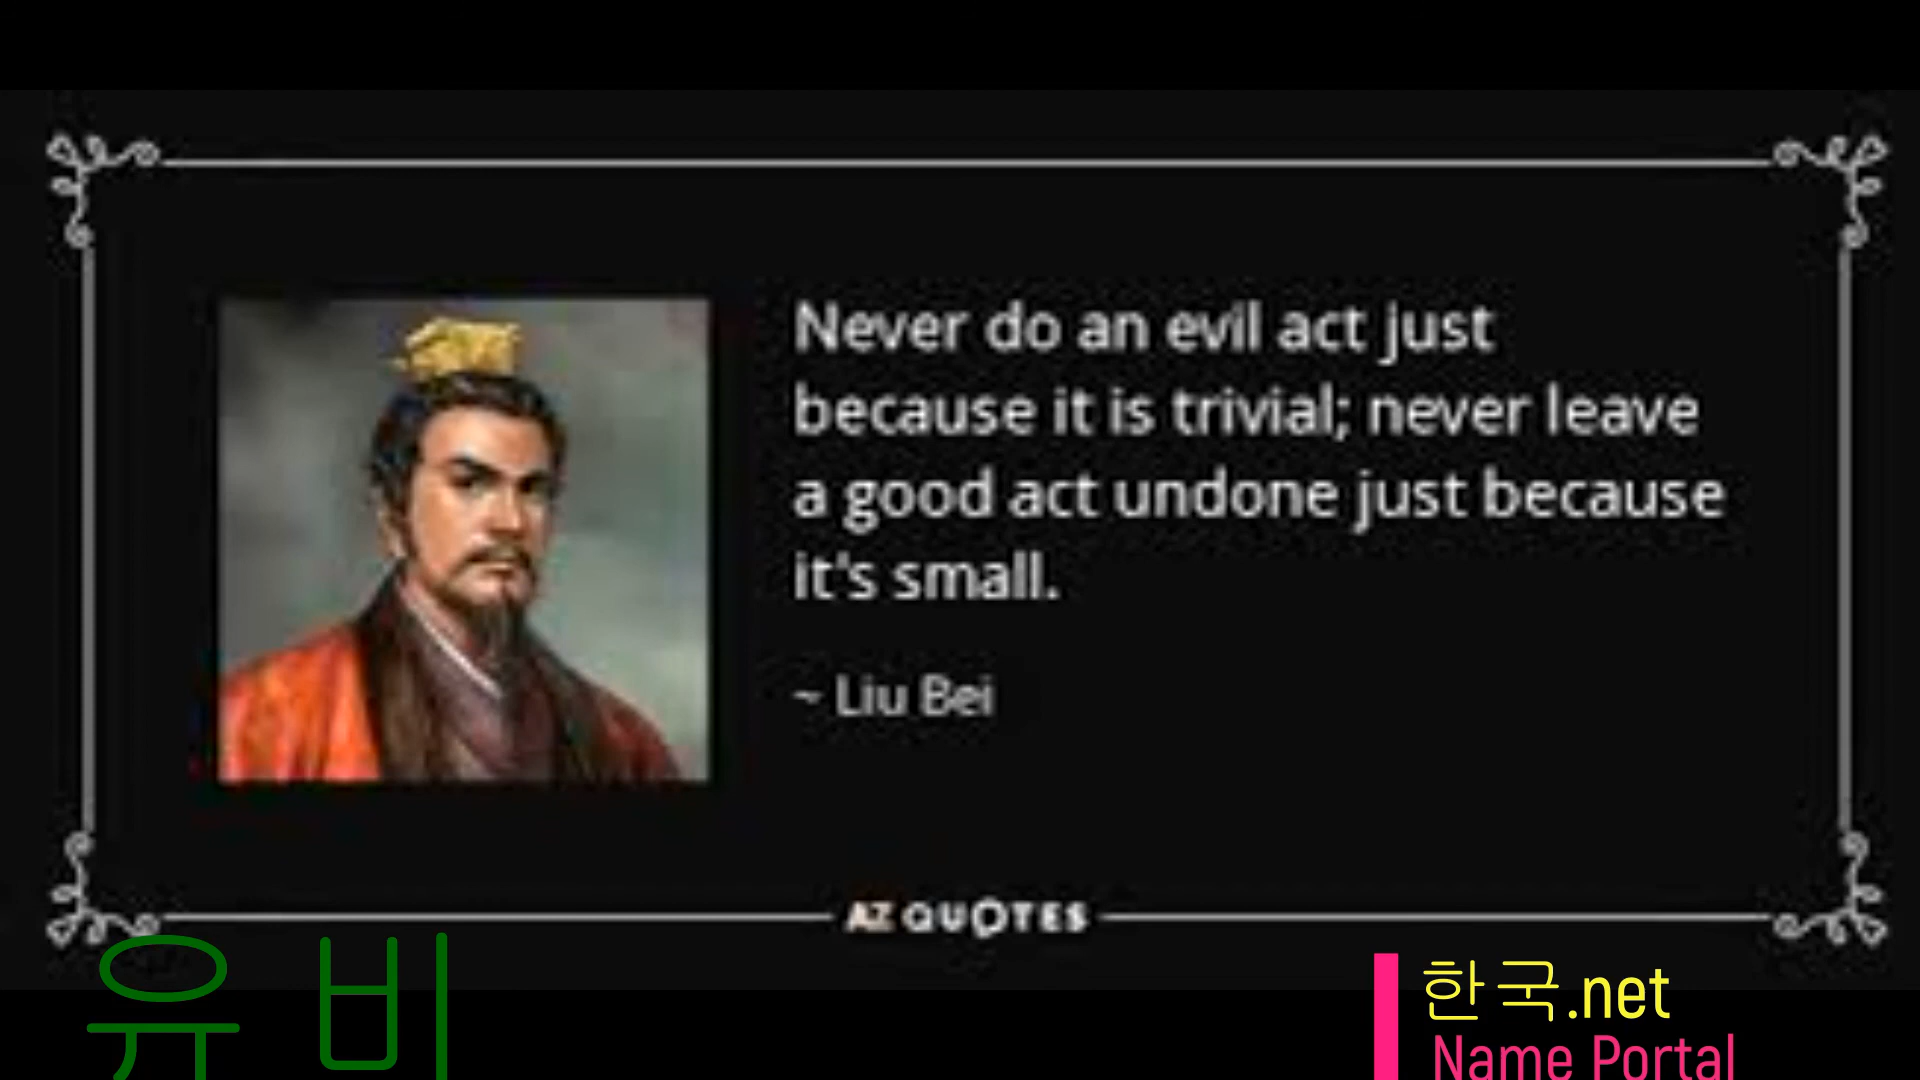 Never do an evil act just
because it is trivial; never leave
a good act undone just because
it's small.
~ Liu Bei
AZ QUOTES
유비
한국.net
Name Portal